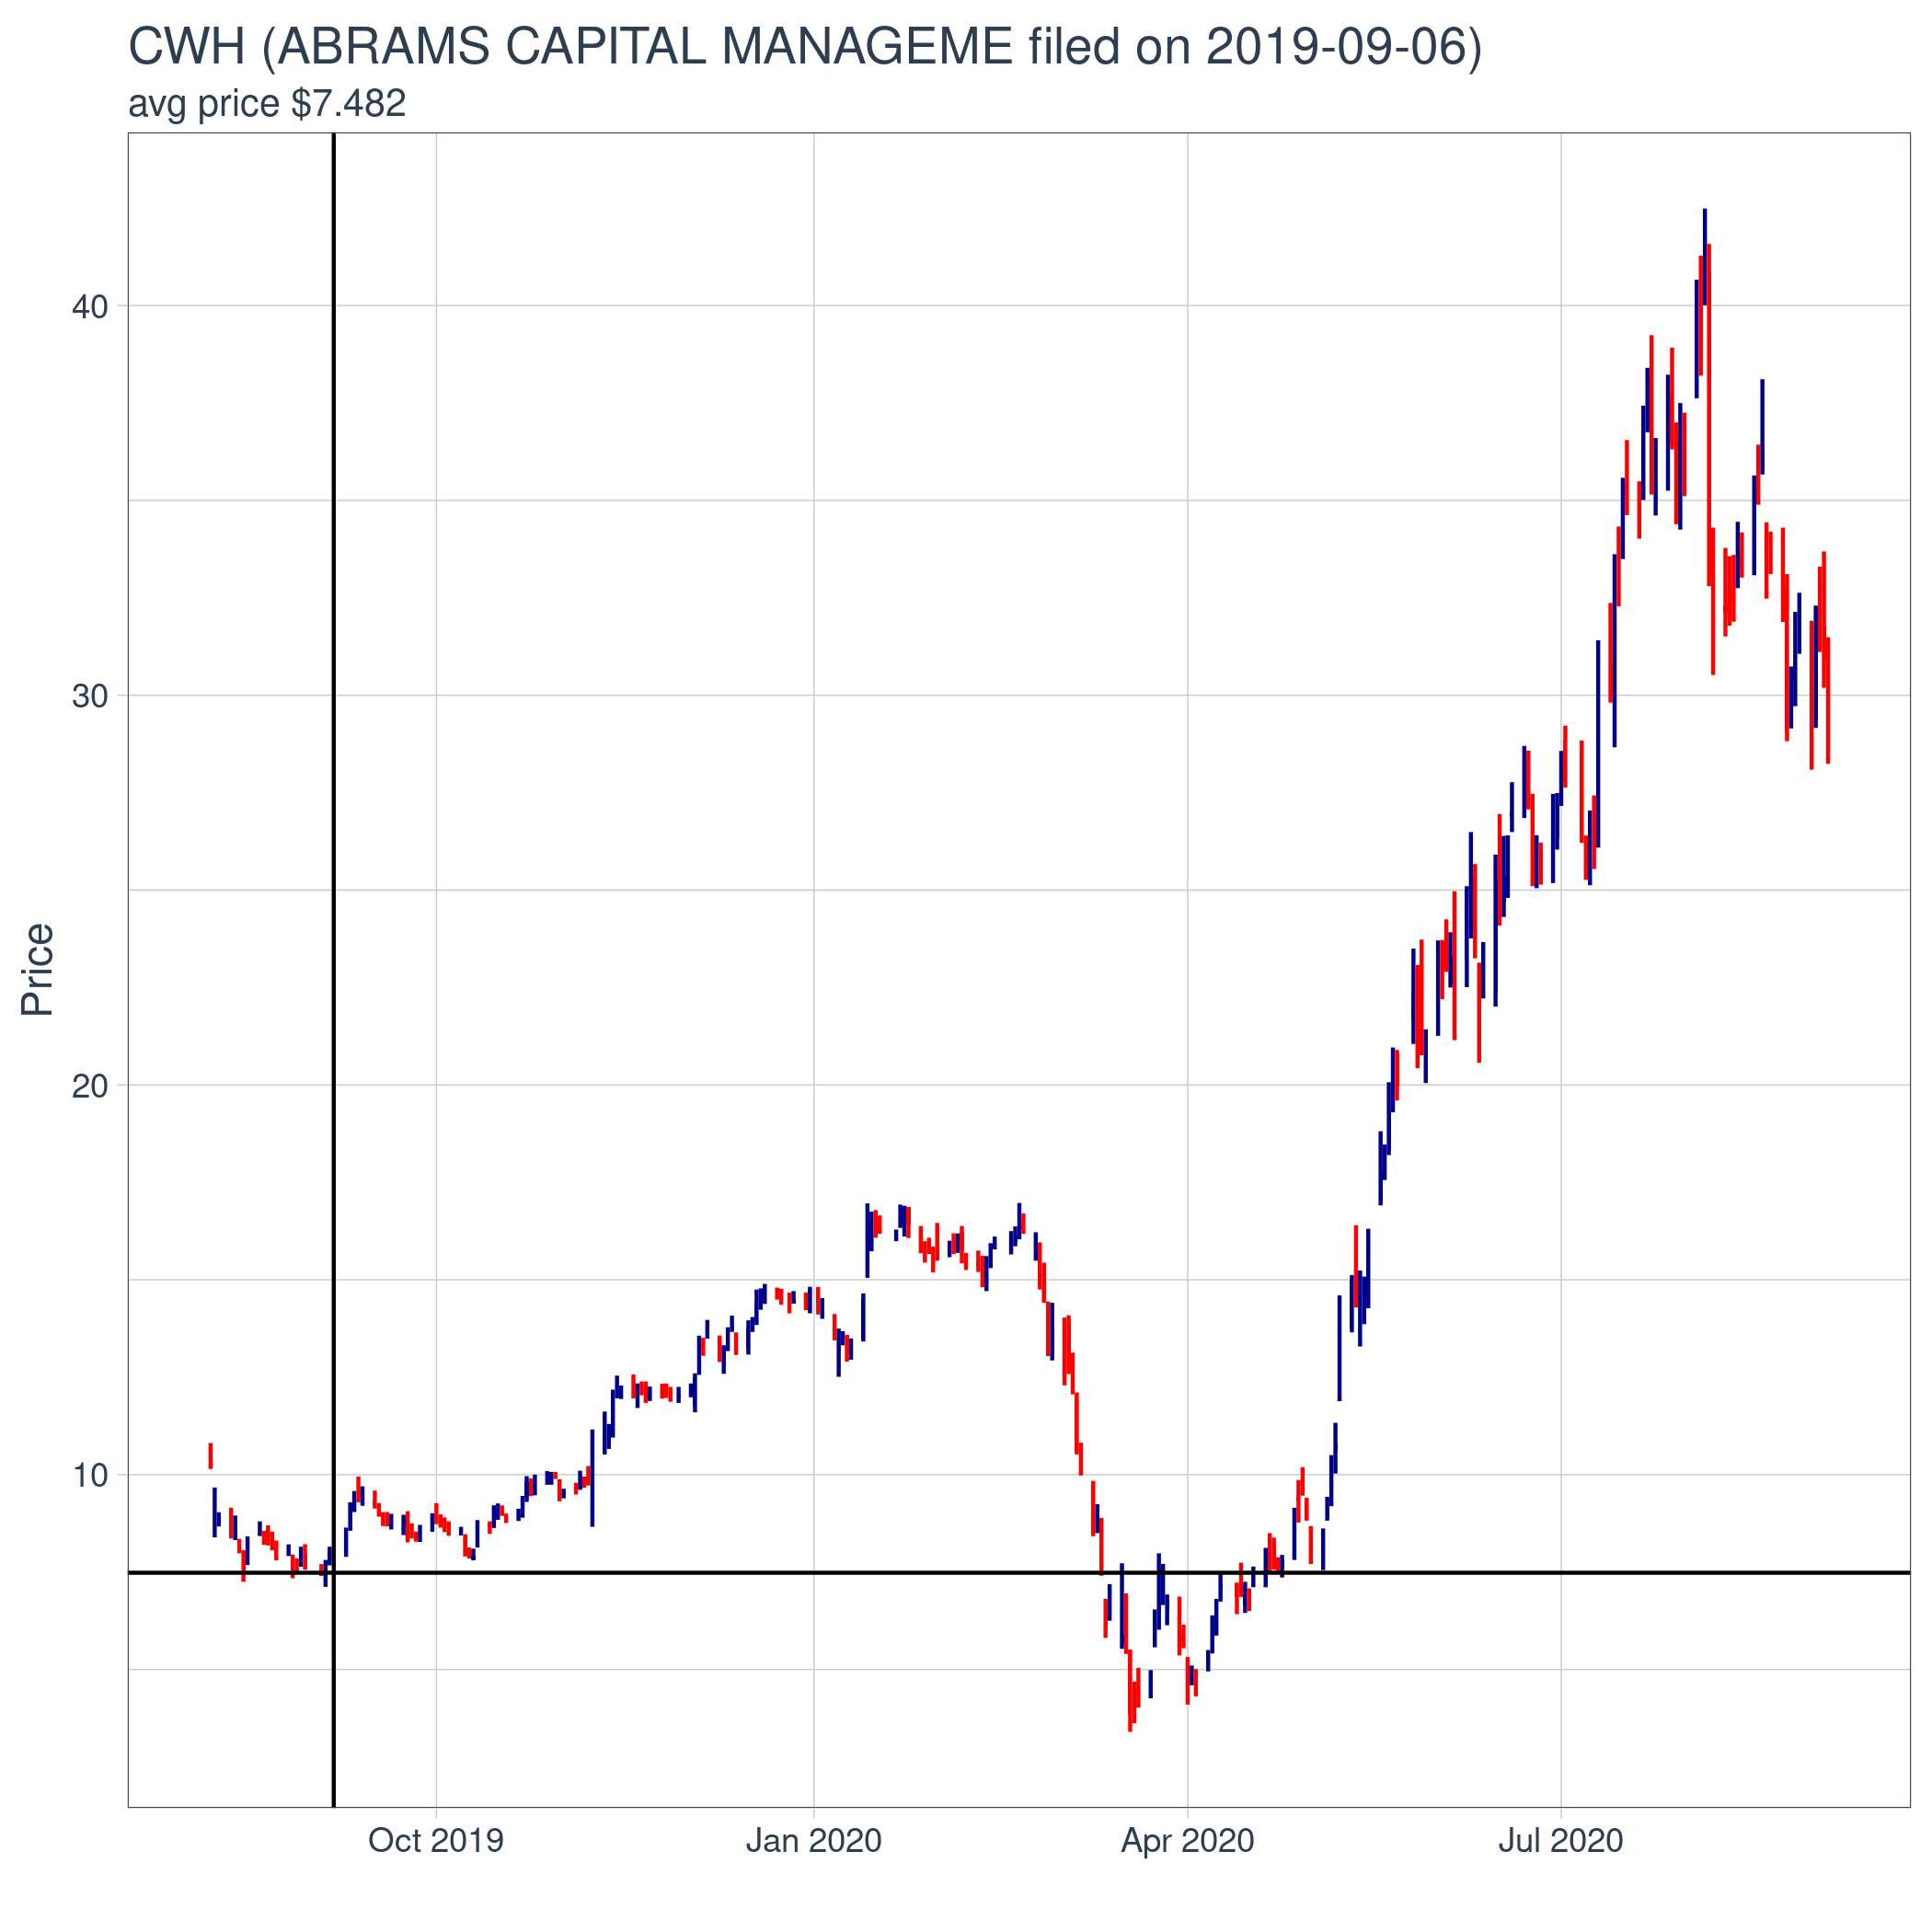 CWH (ABRAMS CAPITAL MANAGEME filed on 2019-09-06)
avg price $7.482
Price
40
30
20
10
Oct 2019
Jan 2020
Apr 2020
Jul 2020